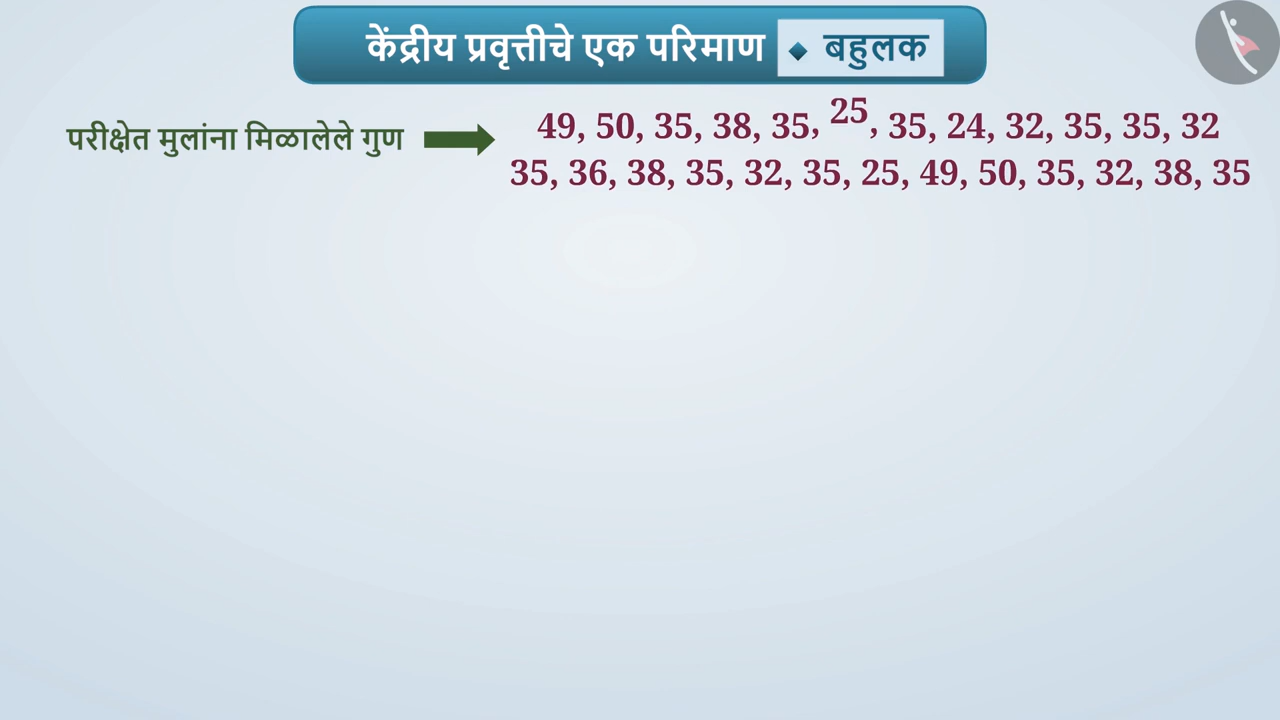 केंद्रीय प्रवृत्तीचे एक परिमाण ◆ बहुलक
परीक्षेत मुलांना मिळालेले गुण
49, 50, 35, 38, 35, 25, 35, 24, 32, 35, 35, 32
35, 36, 38, 35, 32, 35, 25, 49, 50, 35, 32, 38, 35